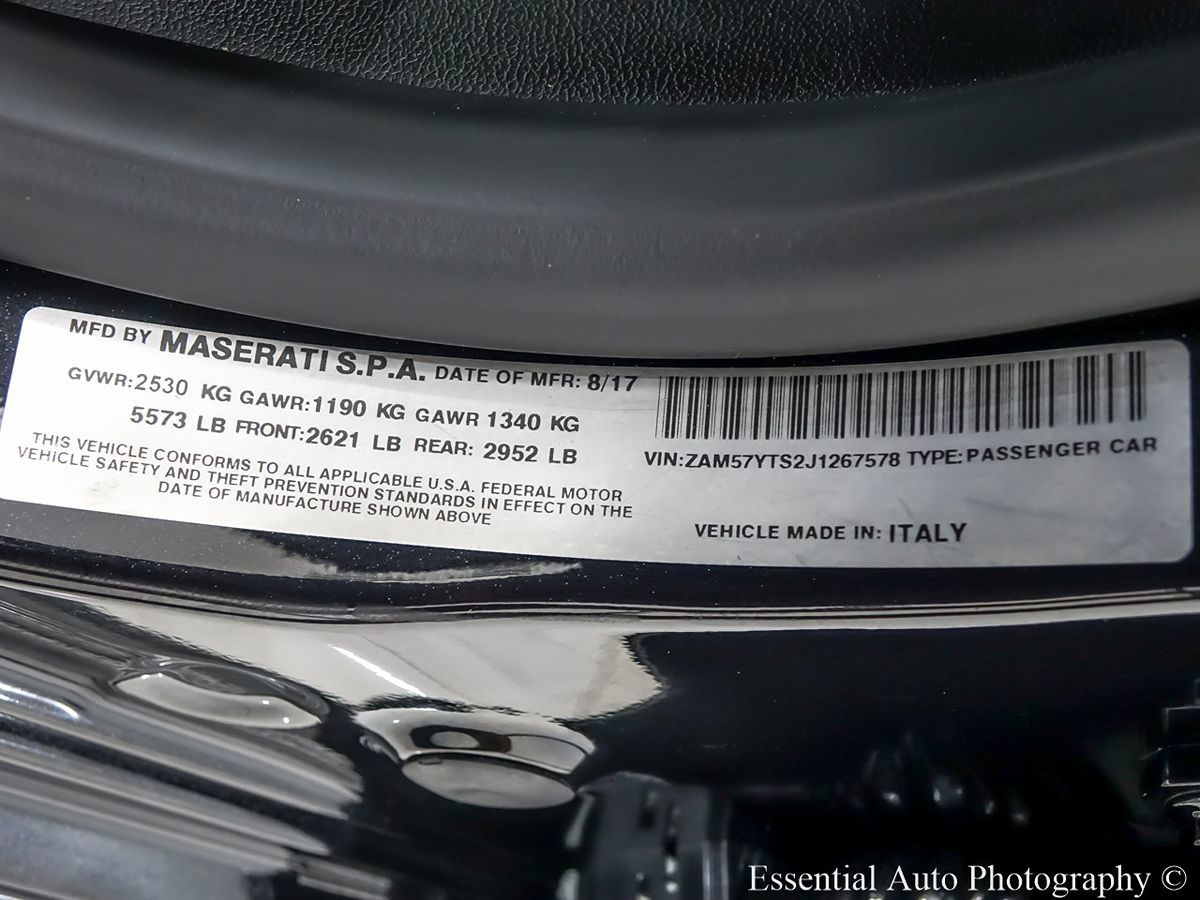 MFD BY MASERATI S.P.A. DATE OF MFR: 8/17
GVWR:2530 KG GAWR:1190 KG GAWR 1340 KG
5573 LB FRONT:2621 LB REAR: 2952 LB
THIS VEHICLE CONFORMS TO ALL APPLICABLE U.S.A. FEDERAL MOTOR
VEHICLE SAFETY AND THEFT PREVENTION STANDARDS IN EFFECT ON THE
DATE OF MANUFACTURE SHOWN ABOVE
VIN:ZAM57YTS2J1267578 TYPE:PASSENGER CAR
VEHICLE MADE IN: ITALY
Essential Auto Photography ©